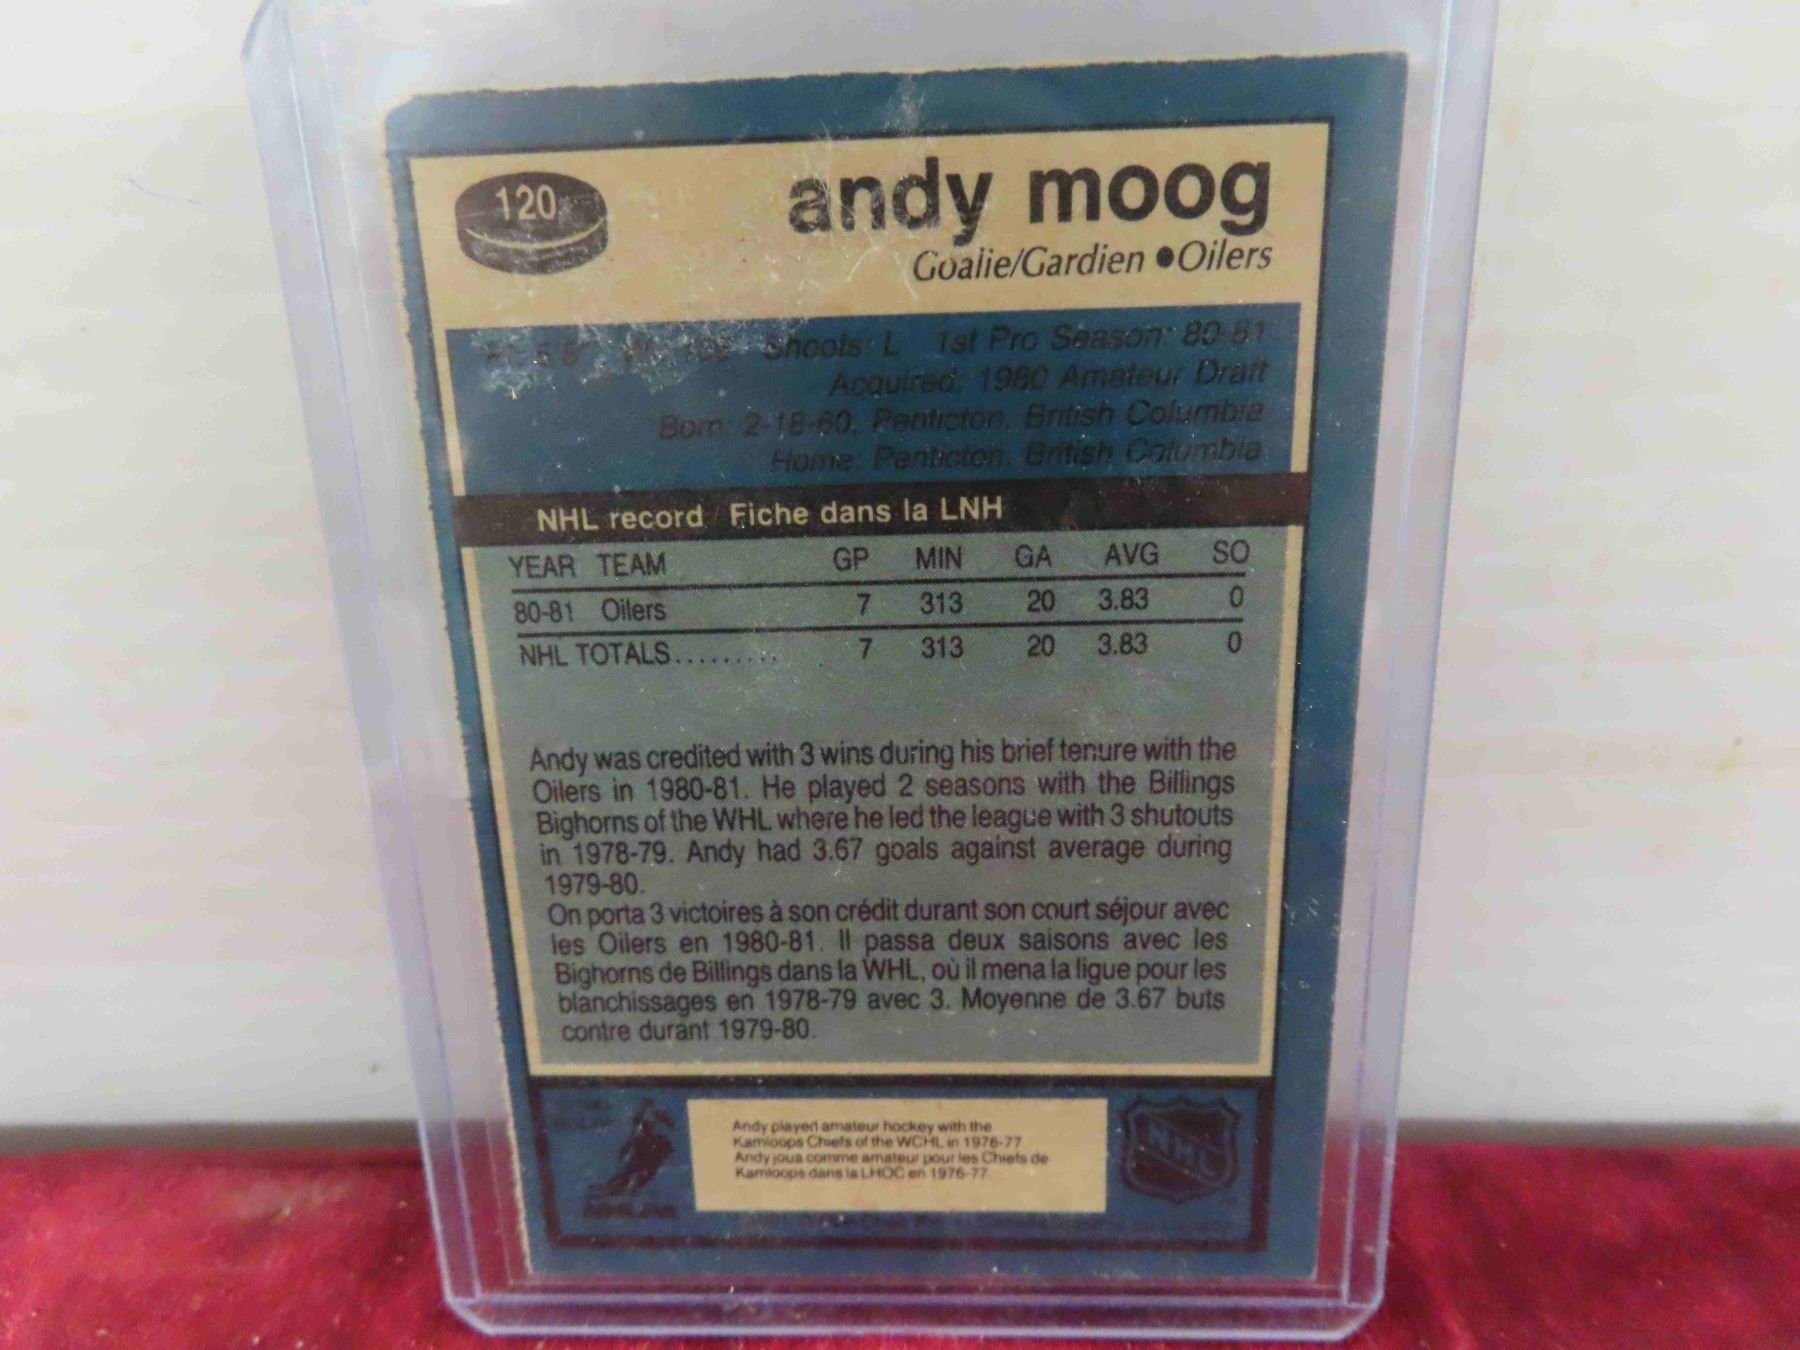 120
andy moog
Goalie/Gardien •Oilers
Shoots: L 1st Pro Season: 80-81
Acquired: 1980 Amateur Draft
Born: 2-18-60, Penticton, British Columbia
Home: Penticton, British Columbia
NHL record / Fiche dans la LNH
YEAR TEAM GP MIN GA AVG SO
80-81 Oilers 7 313 20 3.83 0
NHL TOTALS......... 7 313 20 3.83 0
Andy was credited with 3 wins during his brief tenure with the
Oilers in 1980-81. He played 2 seasons with the Billings
Bighorns of the WHL where he led the league with 3 shutouts
in 1978-79. Andy had 3.67 goals against average during
1979-80.
On porta 3 victoires à son crédit durant son court séjour avec
les Oilers en 1980-81. Il passa deux saisons avec les
Bighorns de Billings dans la WHL, où il mena la ligue pour les
blanchissages en 1978-79 avec 3. Moyenne de 3.67 buts
contre durant 1979-80.
Andy played amateur hockey with the
Kamloops Chiefs of the WCHL in 1976-77
Andy joua comme amateur pour les Chiefs de
Kamloops dans la LHOC en 1976-77
NHL
NHLPA